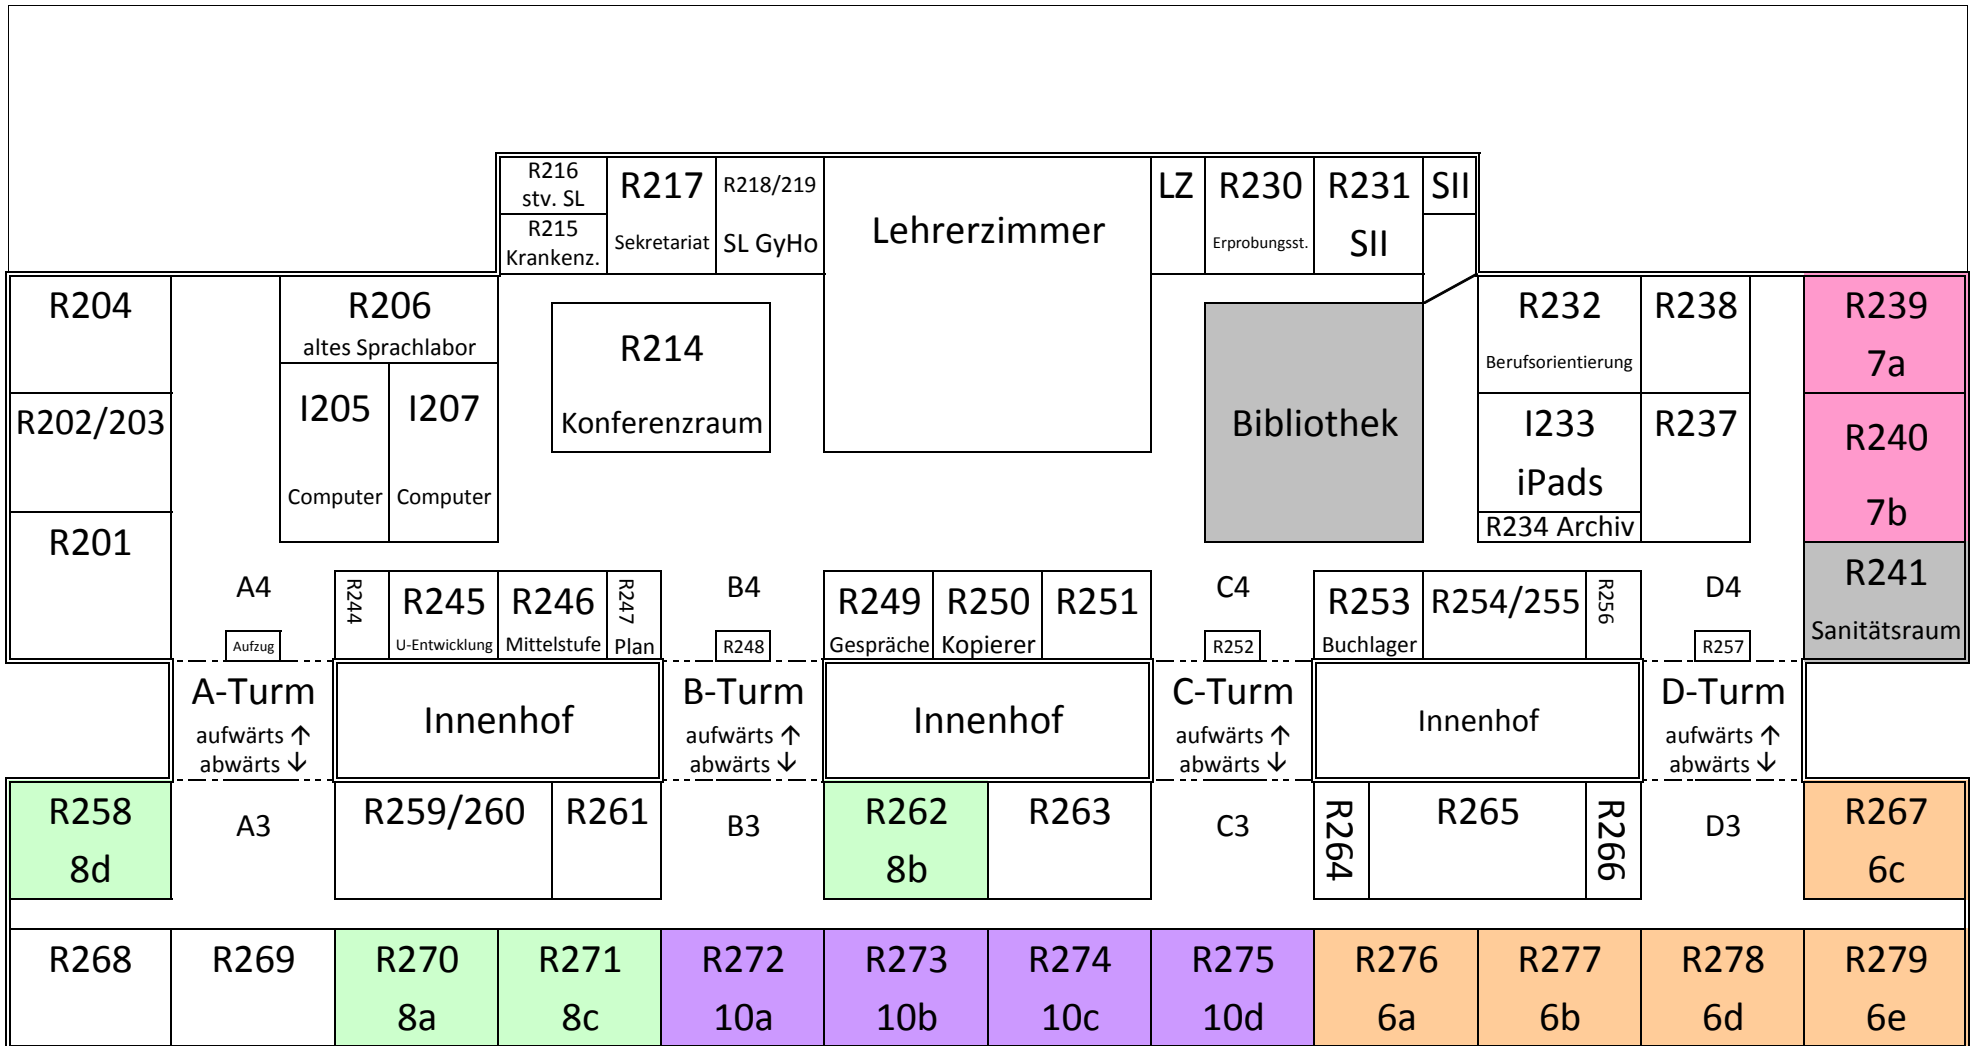 R216
stv. SL
R215
Krankenz.
R217
Sekretariat
R218/219
SL GyHo
Lehrerzimmer
LZ
R230
Erprobungsst.
R231
SII
SII
R204
R206
altes Sprachlabor
R214
Konferenzraum
Bibliothek
R232
Berufsorientierung
R238
R239
7a
R202/203
I205
Computer
I207
Computer
I233
iPads
R234 Archiv
R237
R240
7b
R201
A4
Aufzug
R244
R245
U-Entwicklung
R246
Mittelstufe
R247
Plan
B4
R248
R249
Gespräche
R250
Kopierer
R251
C4
R252
R253
Buchlager
R254/255
R256
D4
R257
R241
Sanitätsraum
A-Turm
aufwärts ↑
abwärts ↓
Innenhof
B-Turm
aufwärts ↑
abwärts ↓
Innenhof
C-Turm
aufwärts ↑
abwärts ↓
Innenhof
D-Turm
aufwärts ↑
abwärts ↓
R258
8d
A3
R259/260
R261
B3
R262
8b
R263
C3
R264
R265
R266
D3
R267
6c
R268
R269
R270
8a
R271
8c
R272
10a
R273
10b
R274
10c
R275
10d
R276
6a
R277
6b
R278
6d
R279
6e